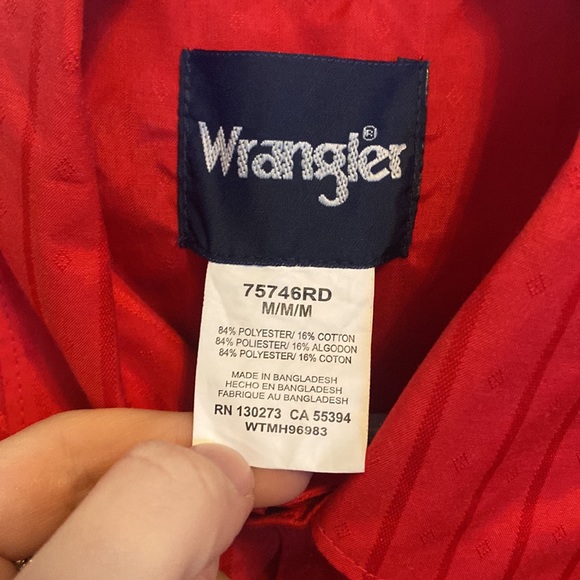 Wrangler®
75746RD
M/M/M
84% POLYESTER/ 16% COTTON
84% POLIESTER/ 16% ALGODON
84% POLYESTER/ 16% COTON
MADE IN BANGLADESH
HECHO EN BANGLADESH
FABRIQUE AU BANGLADESH
RN 130273 CA 55394
WTMH96983